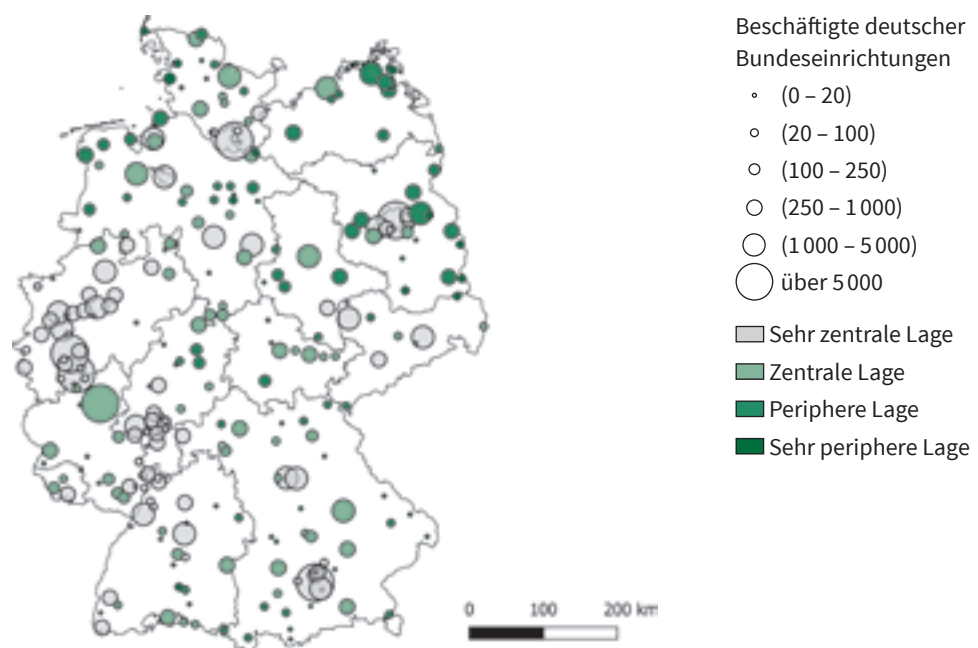 Beschäftigte deutscher
Bundeseinrichtungen
(0 – 20)
(20 – 100)
(100 – 250)
(250 – 1 000)
(1 000 – 5 000)
über 5 000
Sehr zentrale Lage
Zentrale Lage
Periphere Lage
Sehr periphere Lage
0 100 200 km